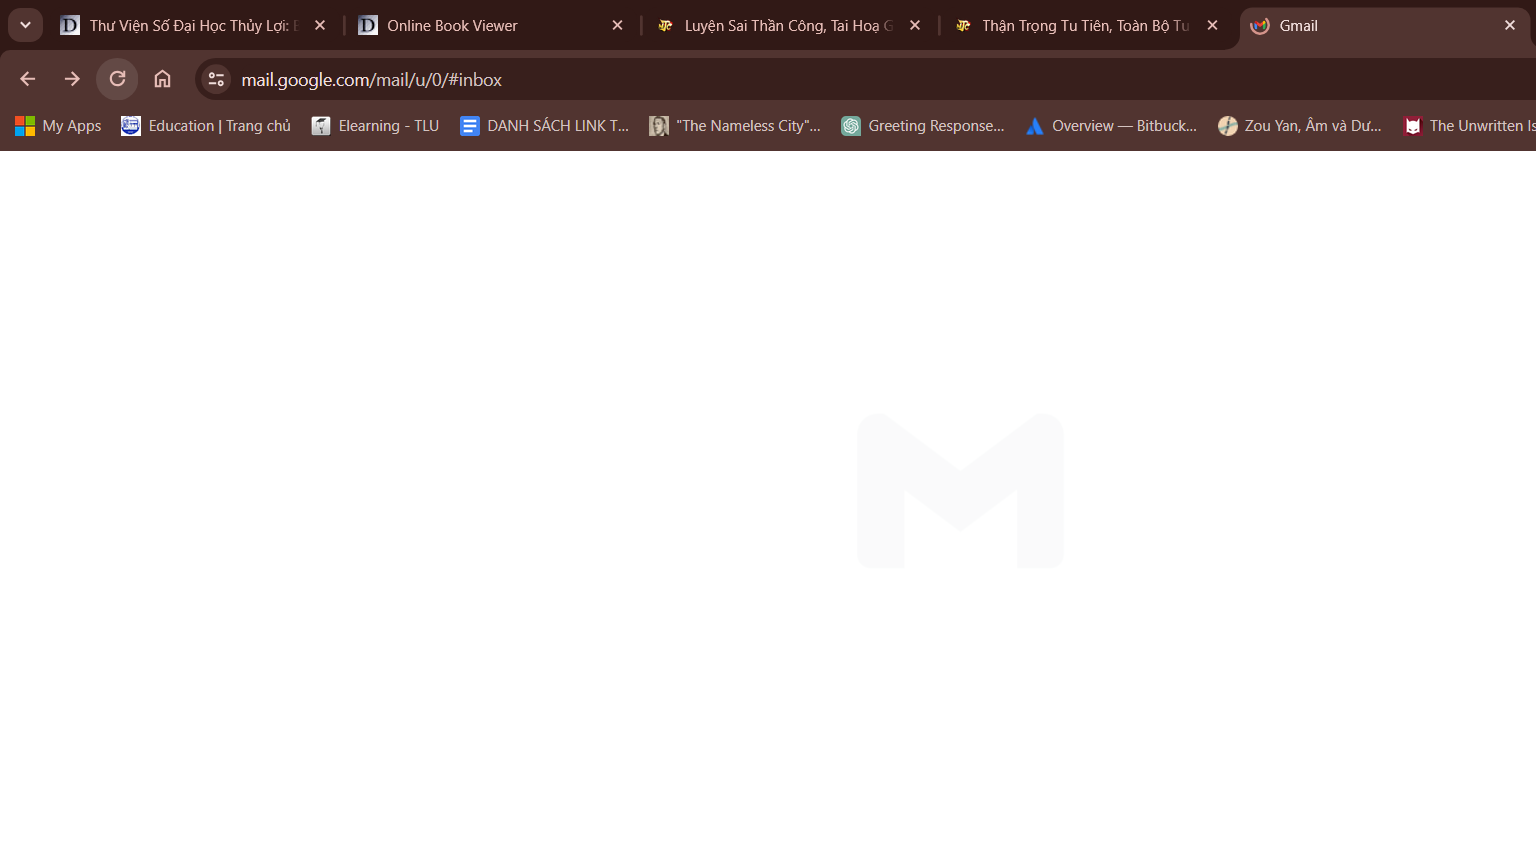 Thư Viện Số Đại Học Thủy Lợi: E
Online Book Viewer
Luyện Sai Thần Công, Tai Hoạ G
Thận Trọng Tu Tiên, Toàn Bộ Tu
Gmail
mail.google.com/mail/u/0/#inbox
My Apps
Education | Trang chủ
Elearning - TLU
DANH SÁCH LINK T...
"The Nameless City"...
Greeting Response...
Overview — Bitbuck...
Zou Yan, Âm và Dư...
The Unwritten Is